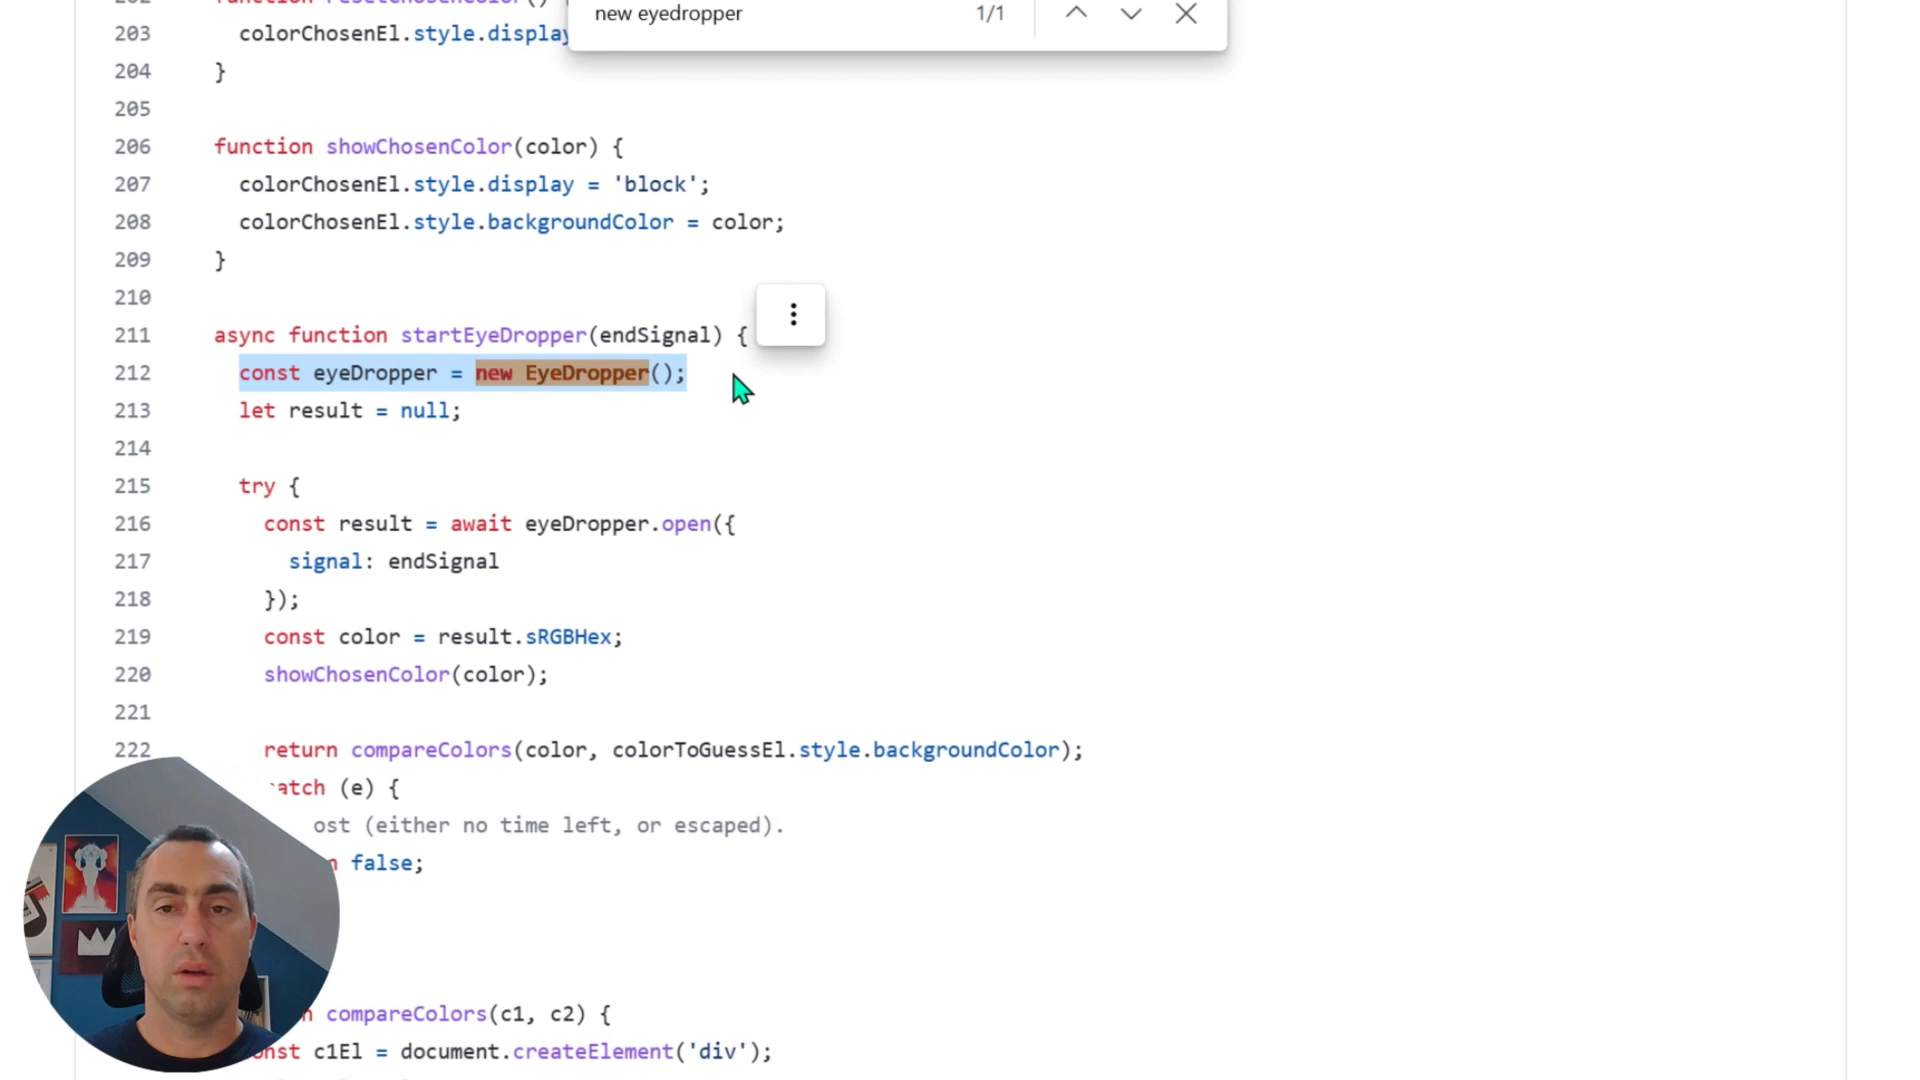 new eyedropper 1/1
203 colorChosenEl.style.display
204 }
205
206 function showChosenColor(color) {
207 colorChosenEl.style.display = 'block';
208 colorChosenEl.style.backgroundColor = color;
209 }
210
211 async function startEyeDropper(endSignal) {
212 const eyeDropper = new EyeDropper();
213 let result = null;
214
215 try {
216 const result = await eyeDropper.open({
217 signal: endSignal
218 });
219 const color = result.sRGBHex;
220 showChosenColor(color);
221
222 return compareColors(color, colorToGuessEl.style.backgroundColor);
atch (e) {
ost (either no time left, or escaped).
n false;
n compareColors(c1, c2) {
onst c1El = document.createElement('div');